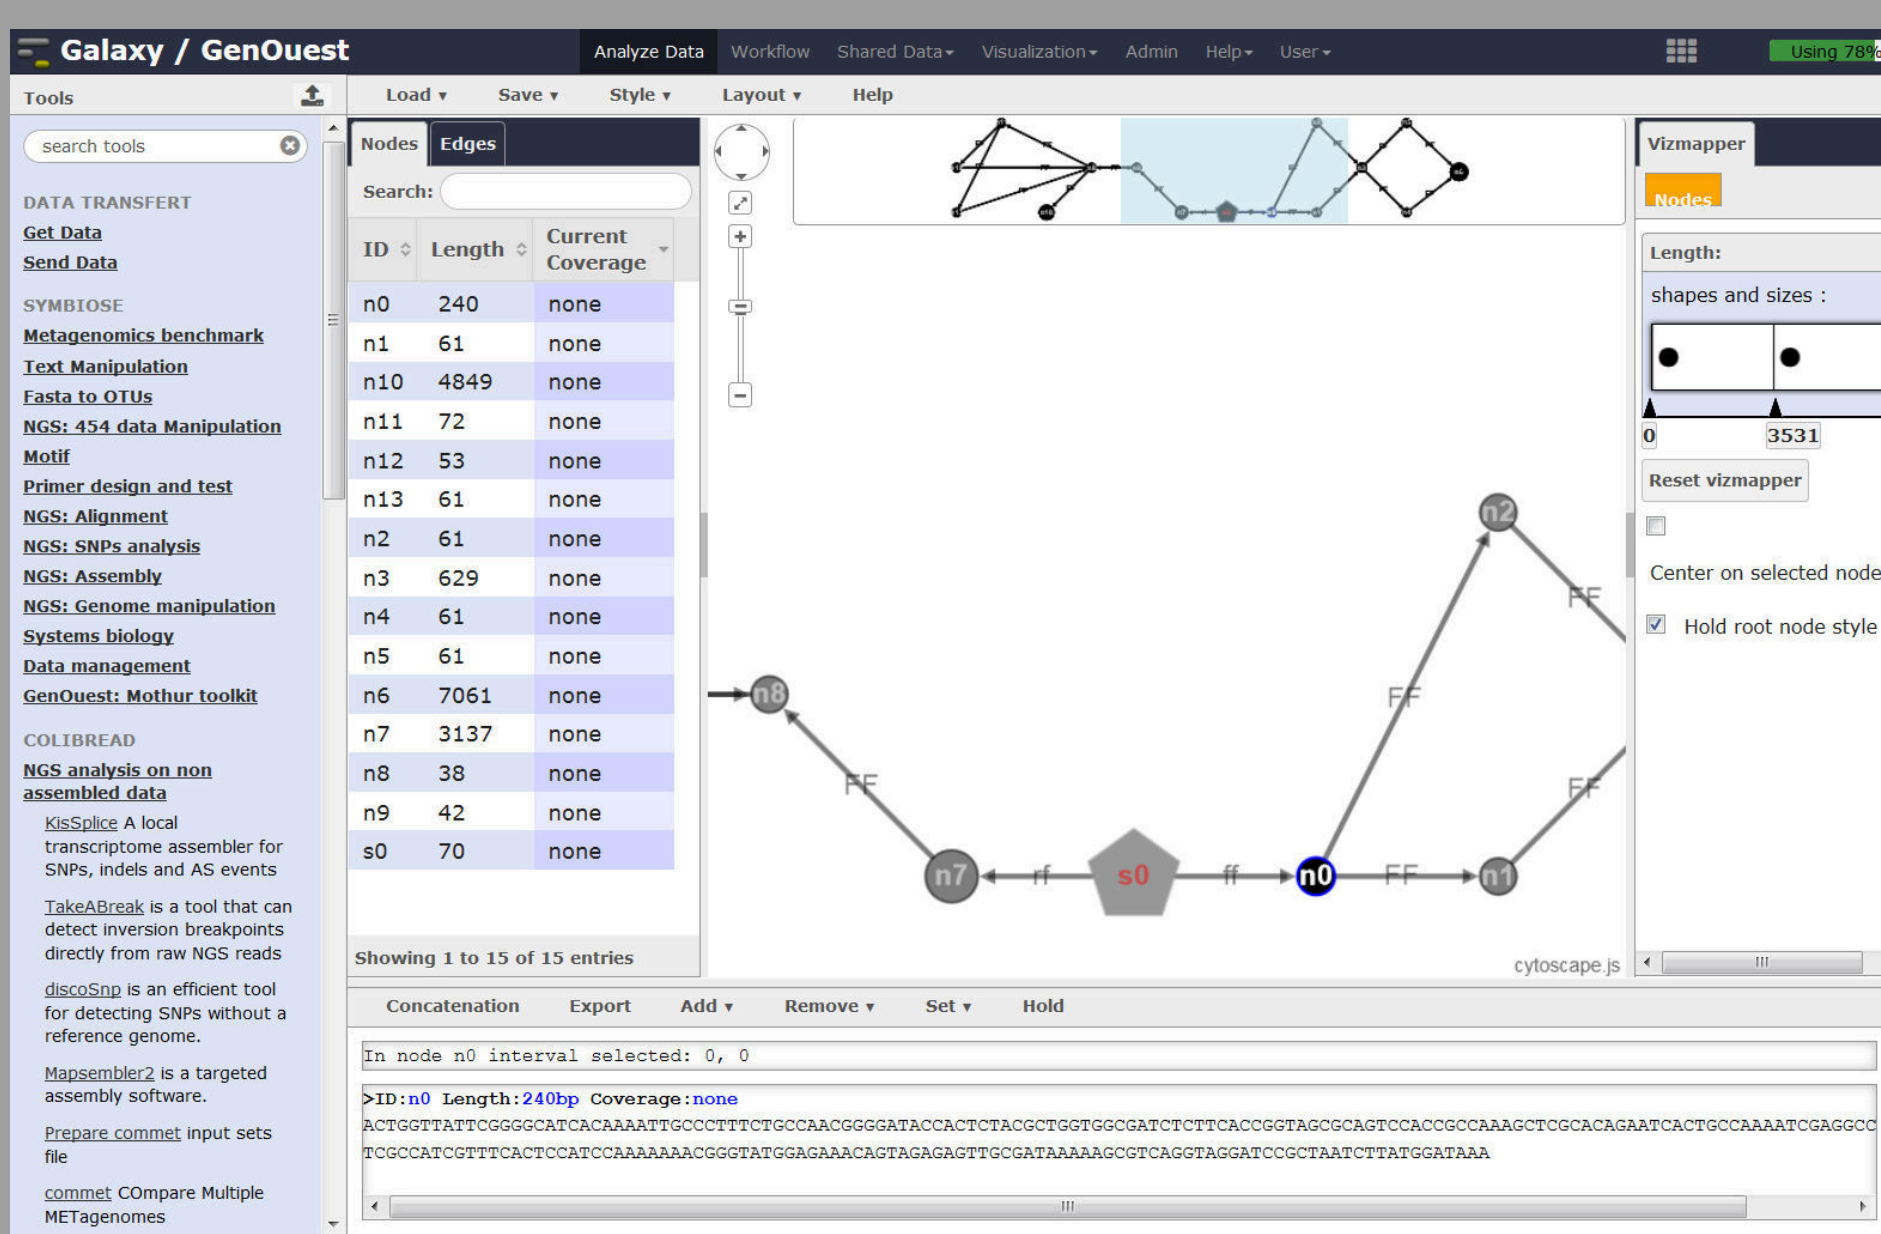 Galaxy / GenOuest
Analyze Data Workflow Shared Data Visualization Admin Help User
Using 78%
Tools
Load Save Style Layout Help
search tools
DATA TRANSFERT
Get Data
Send Data
SYMBIOSE
Metagenomics benchmark
Text Manipulation
Fasta to OTUs
NGS: 454 data Manipulation
Motif
Primer design and test
NGS: Alignment
NGS: SNPs analysis
NGS: Assembly
NGS: Genome manipulation
Systems biology
Data management
GenOuest: Mothur toolkit
COLIBREAD
NGS analysis on non
assembled data
KisSplice A local
transcriptome assembler for
SNPs, indels and AS events
TakeABreak is a tool that can
detect inversion breakpoints
directly from raw NGS reads
discoSnp is an efficient tool
for detecting SNPs without a
reference genome.
Mapsembler2 is a targeted
assembly software.
Prepare commet input sets
file
commet COmpare Multiple
METagenomes
Nodes Edges
Search:
ID Length Current
Coverage
n0 240 none
n1 61 none
n10 4849 none
n11 72 none
n12 53 none
n13 61 none
n2 61 none
n3 629 none
n4 61 none
n5 61 none
n6 7061 none
n7 3137 none
n8 38 none
n9 42 none
s0 70 none
Showing 1 to 15 of 15 entries
n2
FF
FF
n8
FF
FF
n7 rf s0 ff n0 FF n1
cytoscape.js
Vizmapper
Nodes
Length:
shapes and sizes :
0 3531
Reset vizmapper
Center on selected node
Hold root node style
Concatenation Export Add Remove Set Hold
In node n0 interval selected: 0, 0
>ID:n0 Length:240bp Coverage:none
ACTGGTTATTCGGGGCATCACAAAATTGCCCTTTCTGCCAACGGGGATACCACTCTACGCTGGTGGCGATCTCTTCACCGGTAGCGCAGTCCACCGCCAAAGCTCGCACAGAATCACTGCCAAAATCGAGGCC
TCGCCATCGTTTCACTCCATCCAAAAAAACGGGTATGGAGAAACAGTAGAGAGTTGCGATAAAAAGCGTCAGGTAGGATCCGCTAATCTTATGGATAAA